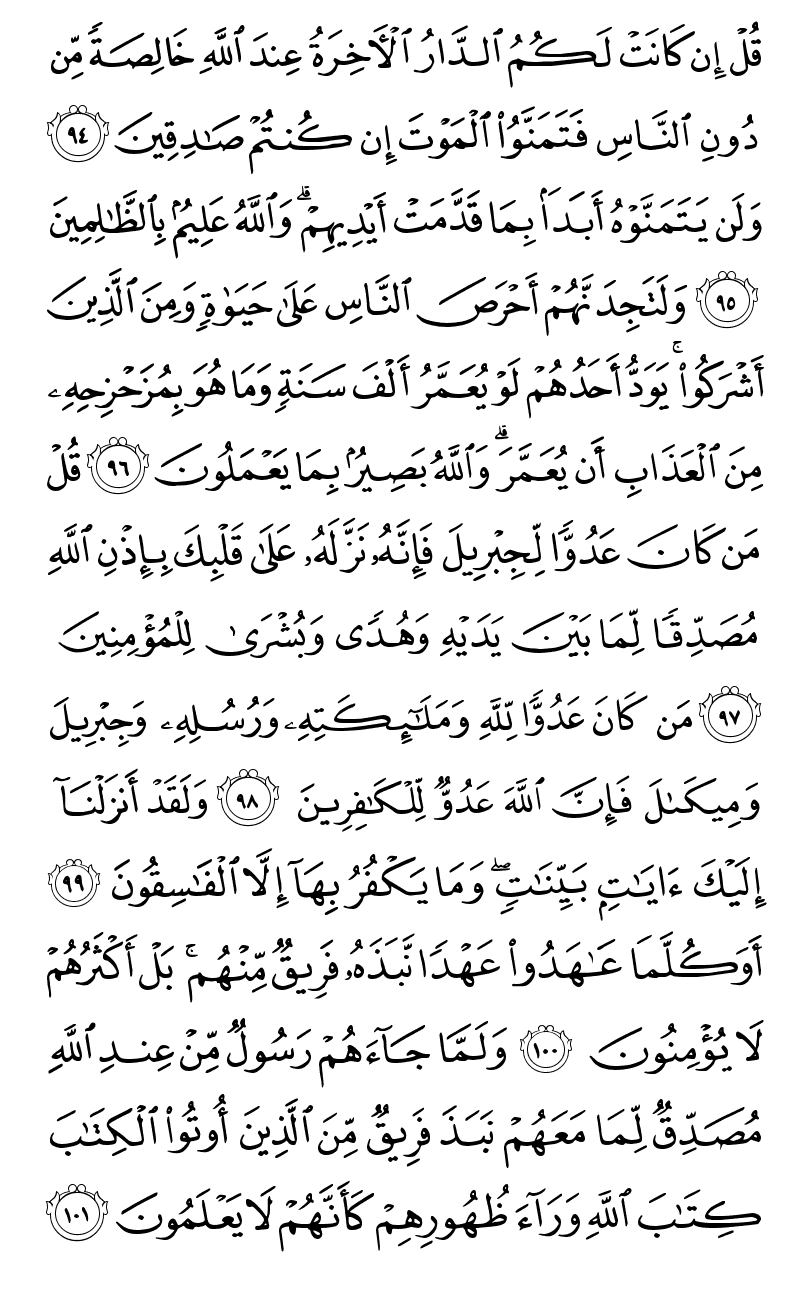 قُلْ إِن كَانَتْ لَكُمُ ٱلدَّارُ ٱلْأَخِرَةُ عِندَ ٱللَّهِ خَالِصَةً مِّن
دُونِ ٱلنَّاسِ فَتَمَنَّوُا۟ ٱلْمَوْتَ إِن كُنتُمْ صَـٰدِقِينَ ٩٤
وَلَن يَتَمَنَّوْهُ أَبَدَۢا بِمَا قَدَّمَتْ أَيْدِيهِمْ ۗ وَٱللَّهُ عَلِيمُۢ بِٱلظَّـٰلِمِينَ
٩٥ وَلَتَجِدَنَّهُمْ أَحْرَصَ ٱلنَّاسِ عَلَىٰ حَيَوٰةٍ وَمِنَ ٱلَّذِينَ
أَشْرَكُوا۟ ۚ يَوَدُّ أَحَدُهُمْ لَوْ يُعَمَّرُ أَلْفَ سَنَةٍ وَمَا هُوَ بِمُزَحْزِحِهِۦ
مِنَ ٱلْعَذَابِ أَن يُعَمَّرَ ۗ وَٱللَّهُ بَصِيرُۢ بِمَا يَعْمَلُونَ ٩٦ قُلْ
مَن كَانَ عَدُوًّا لِّجِبْرِيلَ فَإِنَّهُۥ نَزَّلَهُۥ عَلَىٰ قَلْبِكَ بِإِذْنِ ٱللَّهِ
مُصَدِّقًا لِّمَا بَيْنَ يَدَيْهِ وَهُدًى وَبُشْرَىٰ لِلْمُؤْمِنِينَ
٩٧ مَن كَانَ عَدُوًّا لِّلَّهِ وَمَلَـٰٓئِكَتِهِۦ وَرُسُلِهِۦ وَجِبْرِيلَ
وَمِيكَىٰلَ فَإِنَّ ٱللَّهَ عَدُوٌّ لِّلْكَـٰفِرِينَ ٩٨ وَلَقَدْ أَنزَلْنَآ
إِلَيْكَ ءَايَـٰتٍۭ بَيِّنَـٰتٍ ۖ وَمَا يَكْفُرُ بِهَآ إِلَّا ٱلْفَـٰسِقُونَ ٩٩
أَوَكُلَّمَا عَـٰهَدُوا۟ عَهْدًا نَّبَذَهُۥ فَرِيقٌ مِّنْهُم ۚ بَلْ أَكْثَرُهُمْ
لَا يُؤْمِنُونَ ١٠٠ وَلَمَّا جَآءَهُمْ رَسُولٌ مِّنْ عِندِ ٱللَّهِ
مُصَدِّقٌ لِّمَا مَعَهُمْ نَبَذَ فَرِيقٌ مِّنَ ٱلَّذِينَ أُوتُوا۟ ٱلْكِتَـٰبَ
كِتَـٰبَ ٱللَّهِ وَرَآءَ ظُهُورِهِمْ كَأَنَّهُمْ لَا يَعْلَمُونَ ١٠١